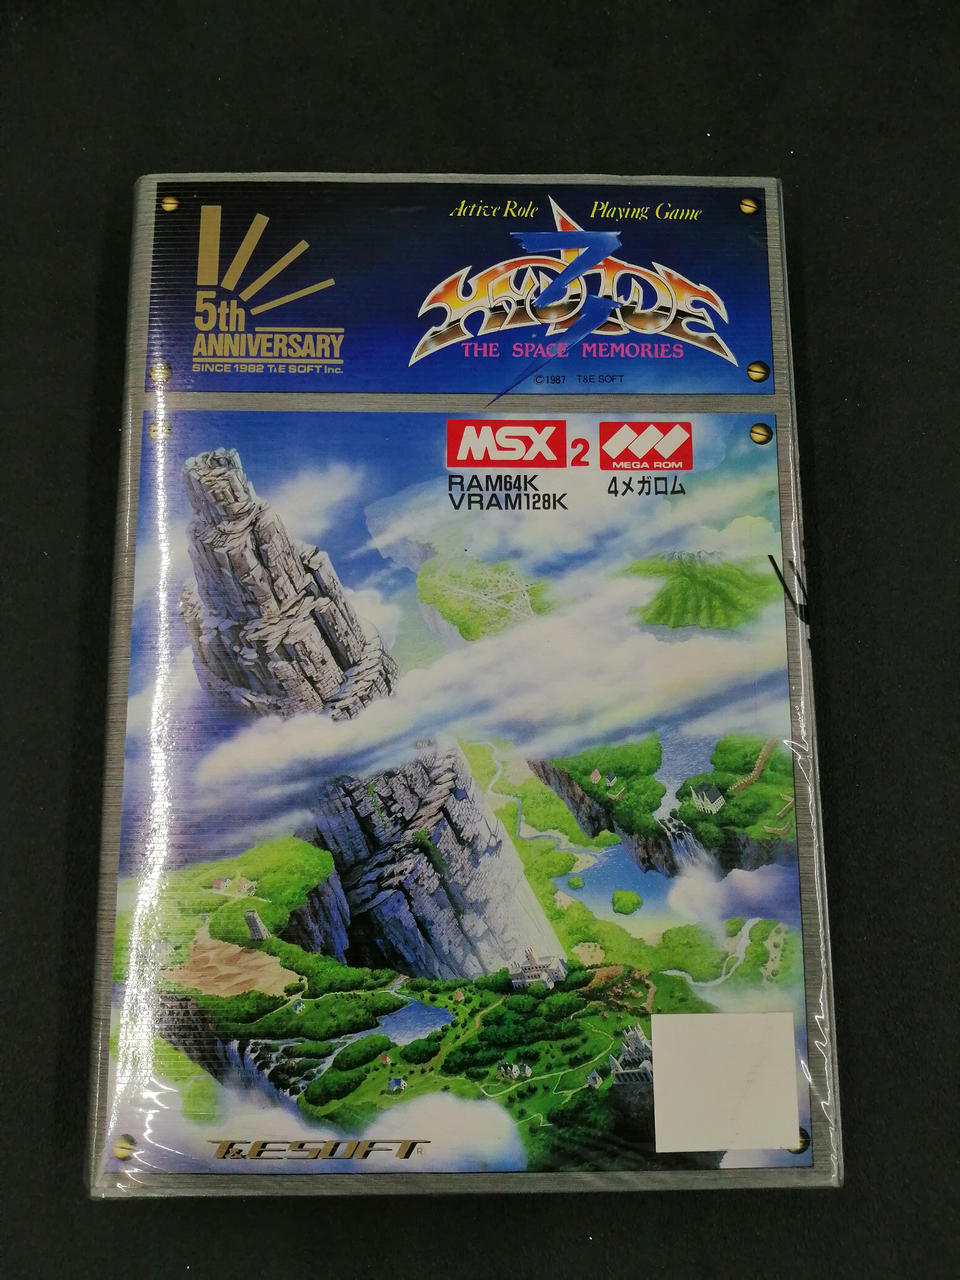 Active Role Playing Game
3
HYDLIDE
THE SPACE MEMORIES
©1987 T&E SOFT
5th
ANNIVERSARY
SINCE 1982 T&E SOFT Inc.
MSX 2
MEGA ROM
RAM64K
VRAM128K
4メガロム
T&ESOFT R